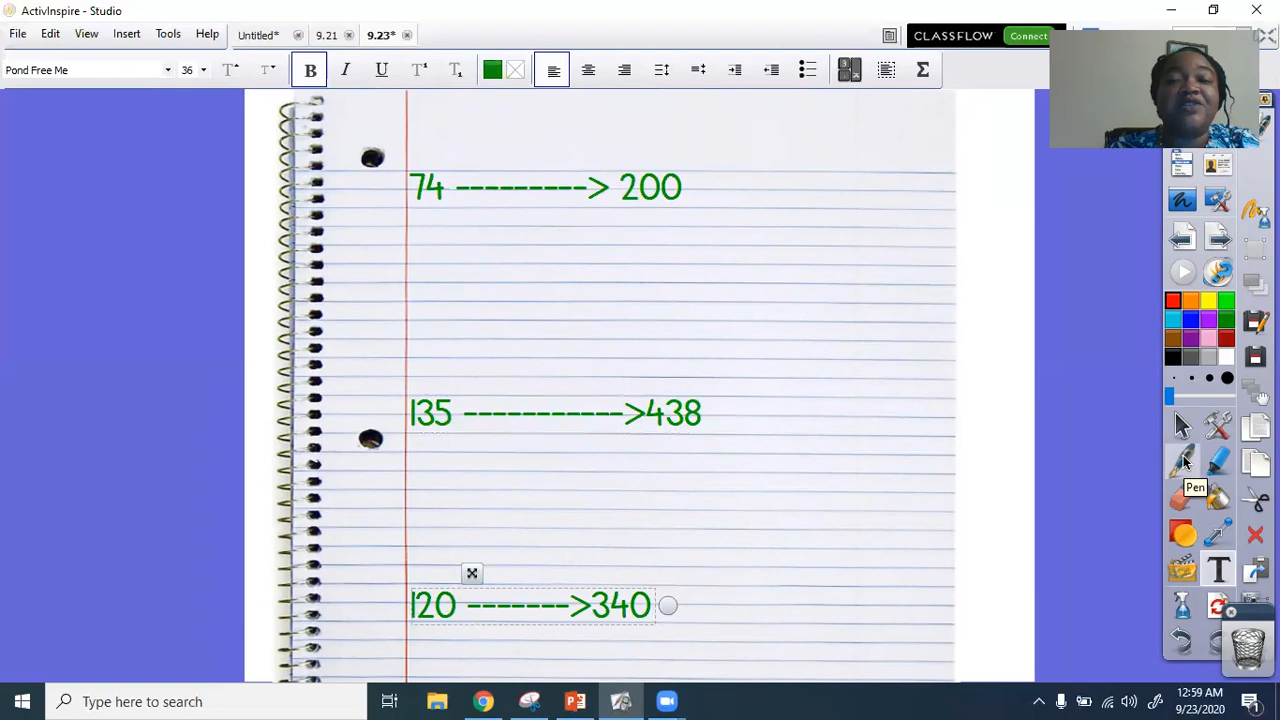 ActivInspire - Studio
File Edit View Insert Tools Help Untitled* 9.21 9.23* CLASSFLOW Connect
Pond Free Me 36 B I U
74 ---------> 200
135 ----------->438
120 ------->340
Pen
Type here to search
12:59 AM
9/23/2020